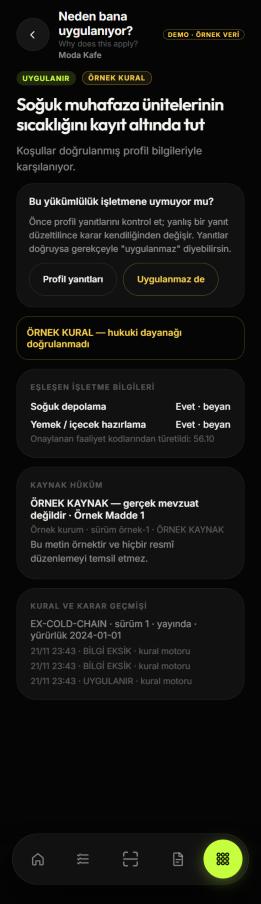 Neden bana
uygulanıyor?
Why does this apply?
Moda Kafe
DEMO · ÖRNEK VERİ
UYGULANIR
ÖRNEK KURAL
Soğuk muhafaza ünitelerinin
sıcaklığını kayıt altında tut
Koşullar doğrulanmış profil bilgileriyle
karşılanıyor.
Bu yükümlülük işletmene uymuyor mu?
Önce profil yanıtlarını kontrol et; yanlış bir yanıt
düzeltilince karar kendiliğinden değişir. Yanıtlar
doğruysa gerekçeyle "uygulanmaz" diyebilirsin.
Profil yanıtları
Uygulanmaz de
ÖRNEK KURAL — hukuki dayanağı
doğrulanmadı
EŞLEŞEN İŞLETME BİLGİLERİ
Soğuk depolama Evet · beyan
Yemek / içecek hazırlama Evet · beyan
Onaylanan faaliyet kodlarından türetildi: 56.10
KAYNAK HÜKÜM
ÖRNEK KAYNAK — gerçek mevzuat
değildir · Örnek Madde 1
Örnek kurum · sürüm örnek-1 · ÖRNEK KAYNAK
Bu metin örnektir ve hiçbir resmî
düzenlemeyi temsil etmez.
KURAL VE KARAR GEÇMİŞİ
EX-COLD-CHAIN · sürüm 1 · yayında ·
yürürlük 2024-01-01
21/11 23:43 · BİLGİ EKSİK · kural motoru
21/11 23:43 · BİLGİ EKSİK · kural motoru
21/11 23:43 · UYGULANIR · kural motoru